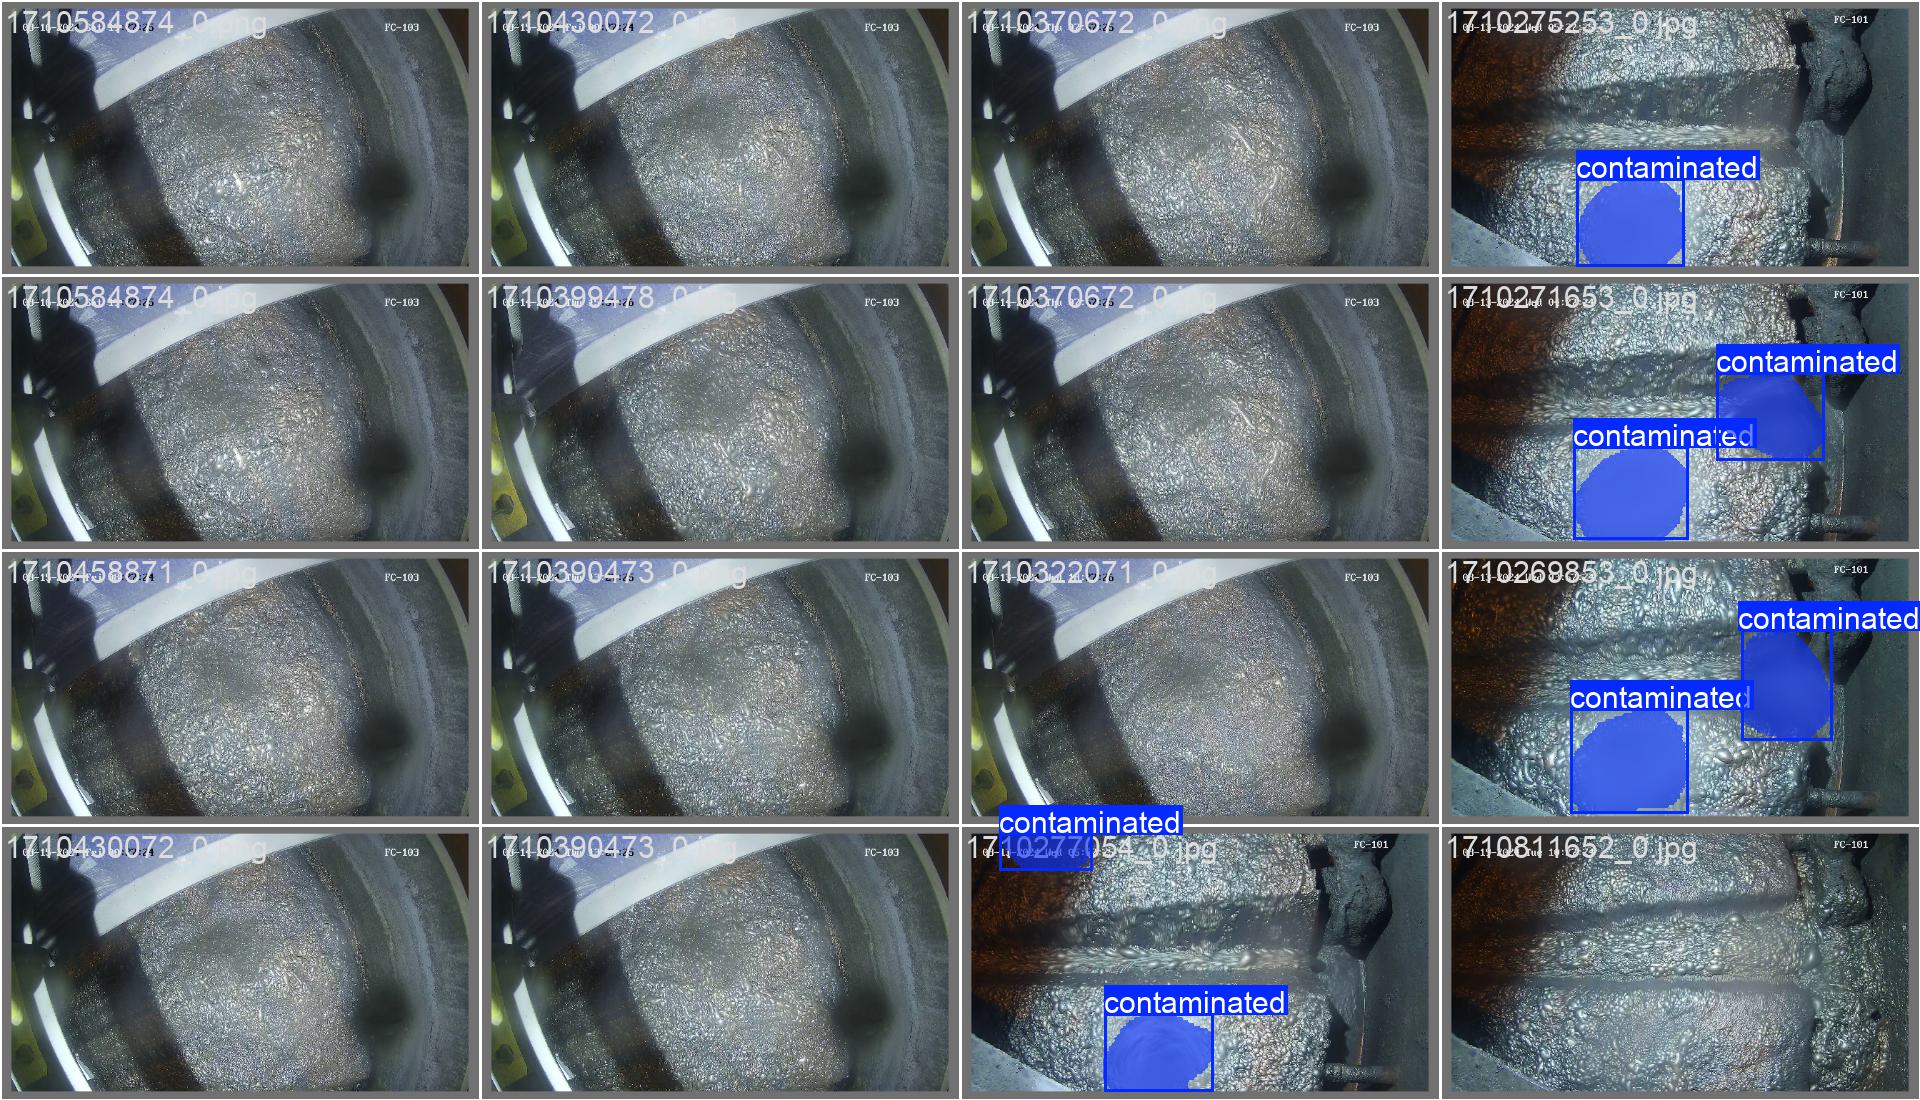 1710584874_0.jpg
FC-103
1710430072_0.jpg
FC-103
1710370672_0.jpg
FC-103
1710275253_0.jpg
FC-101
contaminated
1710584874_0.jpg
FC-103
1710399478_0.jpg
FC-103
1710370672_0.jpg
FC-103
1710271653_0.jpg
FC-101
contaminated
contaminated
1710458871_0.jpg
FC-103
1710390473_0.jpg
FC-103
1710322071_0.jpg
FC-103
1710269853_0.jpg
FC-101
contaminated
contaminated
1710430072_0.jpg
FC-103
1710390473_0.jpg
FC-103
contaminated
1710277054_0.jpg
FC-101
contaminated
1710811652_0.jpg
FC-101